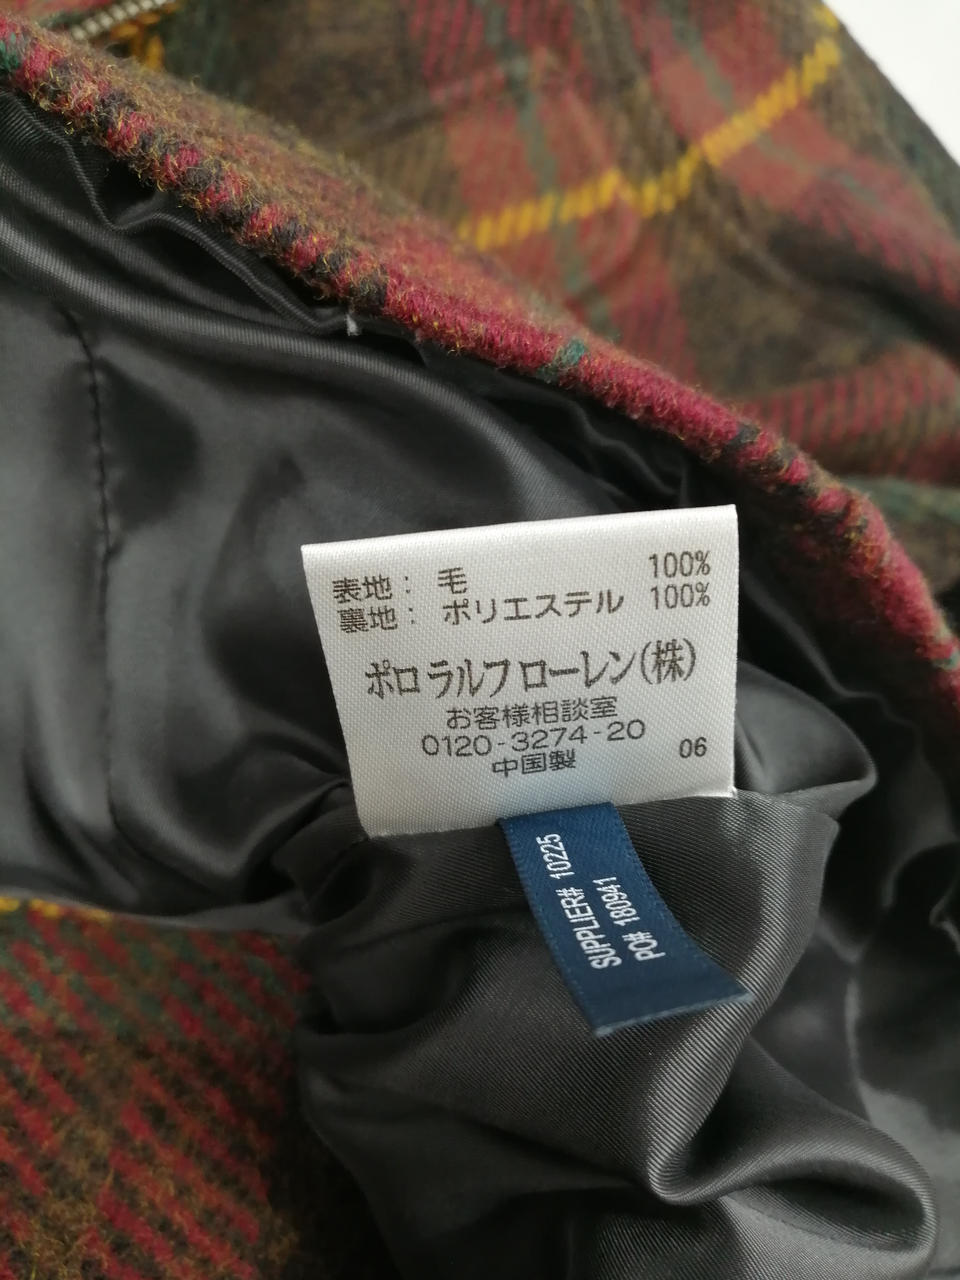 表地： 毛 100%
裏地： ポリエステル 100%
ポロ ラルフ ローレン(株)
お客様相談室
0120-3274-20
中国製 06
SUPPLIER# 10225
PO# 180941